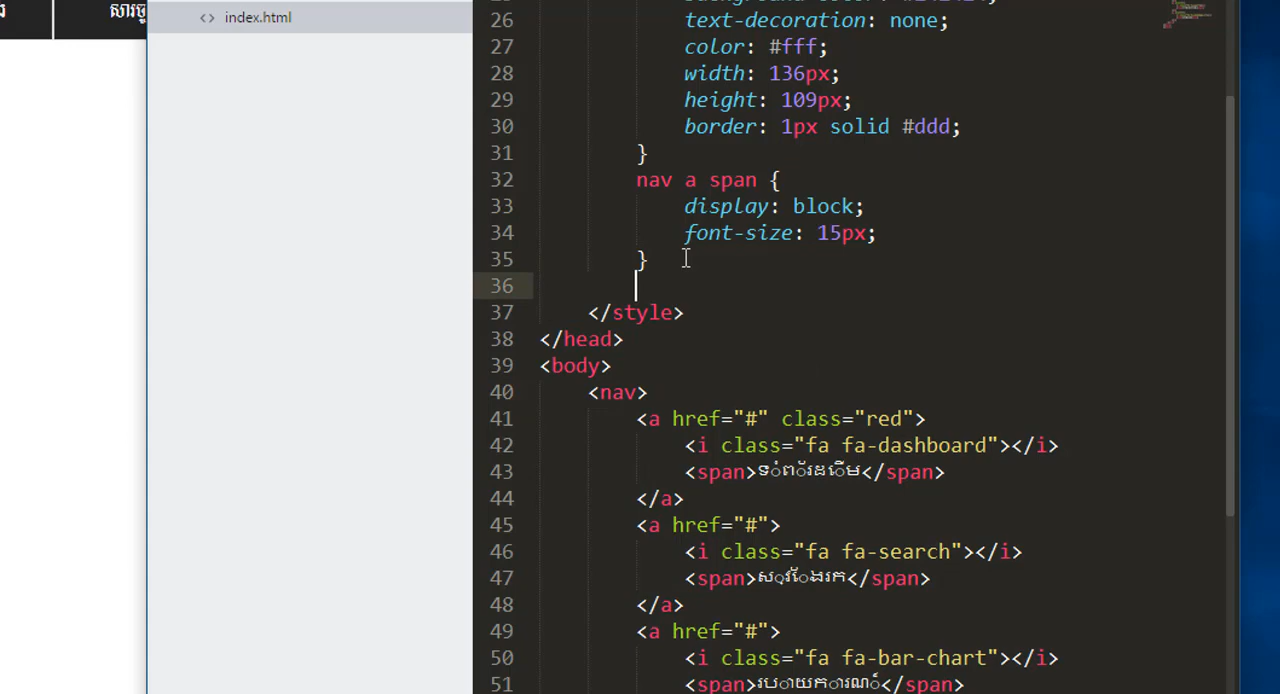 index.html
26 text-decoration: none;
27 color: #fff;
28 width: 136px;
29 height: 109px;
30 border: 1px solid #ddd;
31 }
32 nav a span {
33 display: block;
34 font-size: 15px;
35 }
36
37 </style>
38 </head>
39 <body>
40 <nav>
41 <a href="#" class="red">
42 <i class="fa fa-dashboard"></i>
43 <span>ទំព័រដើម</span>
44 </a>
45 <a href="#">
46 <i class="fa fa-search"></i>
47 <span>ស្វែងរក</span>
48 </a>
49 <a href="#">
50 <i class="fa fa-bar-chart"></i>
51 <span>របាយការណ៍</span>